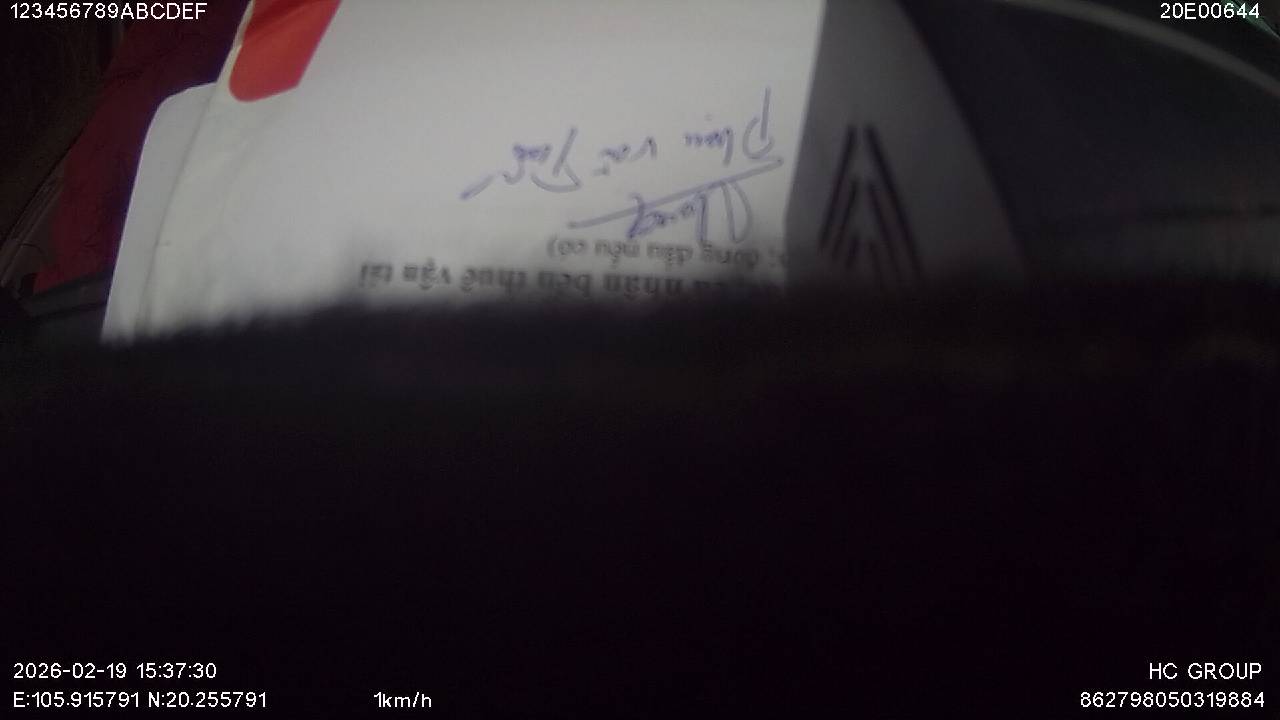 123456789ABCDEF
20E00644
nhân bên thuê vận tải
đóng dấu nếu có)
2026-02-19 15:37:30
HC GROUP
E:105.915791 N:20.255791
1km/h
862798050319884